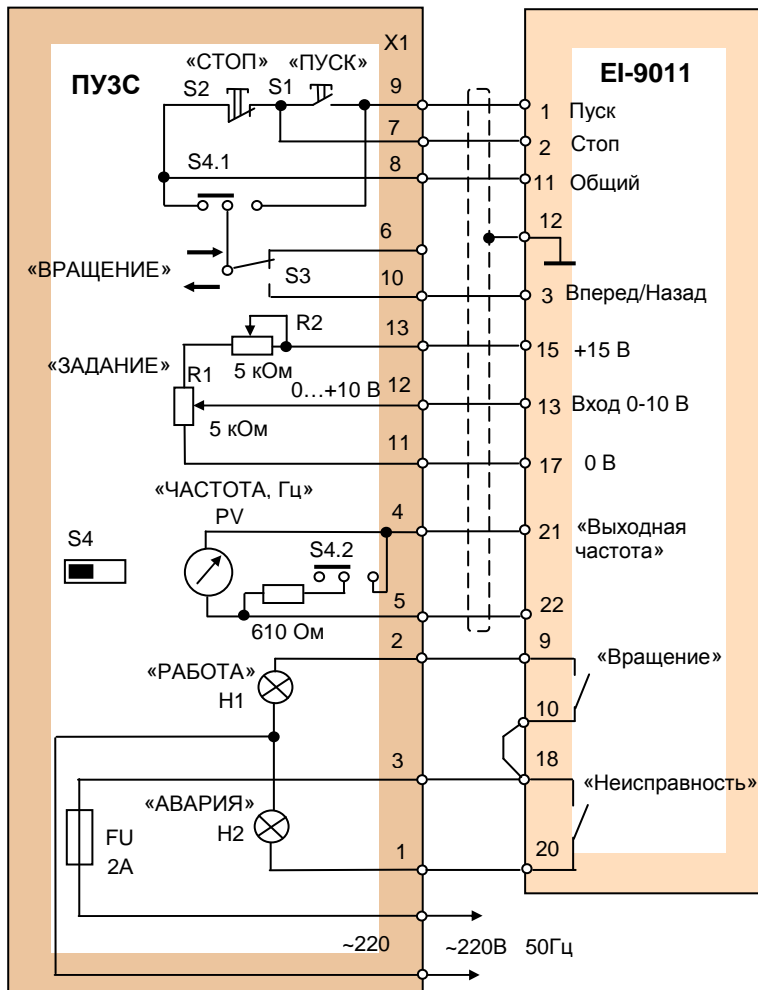 X1
ПУ3С
«СТОП» «ПУСК»
S2 S1 9
EI-9011
1 Пуск
7
2 Стоп
S4.1 8
11 Общий
12
6
«ВРАЩЕНИЕ»
S3
10
3 Вперед/Назад
R2 13
15 +15 В
«ЗАДАНИЕ»
R1 5 кОм
0…+10 В 12
13 Вход 0-10 В
5 кОм
11
17 0 В
«ЧАСТОТА, Гц»
PV
4
21 «Выходная
частота»
S4
S4.2
5
22
610 Ом
2
9
«Вращение»
«РАБОТА»
H1
10
3
18
«Неисправность»
«АВАРИЯ»
H2
FU
2А
1
20
~220 ~220В 50Гц